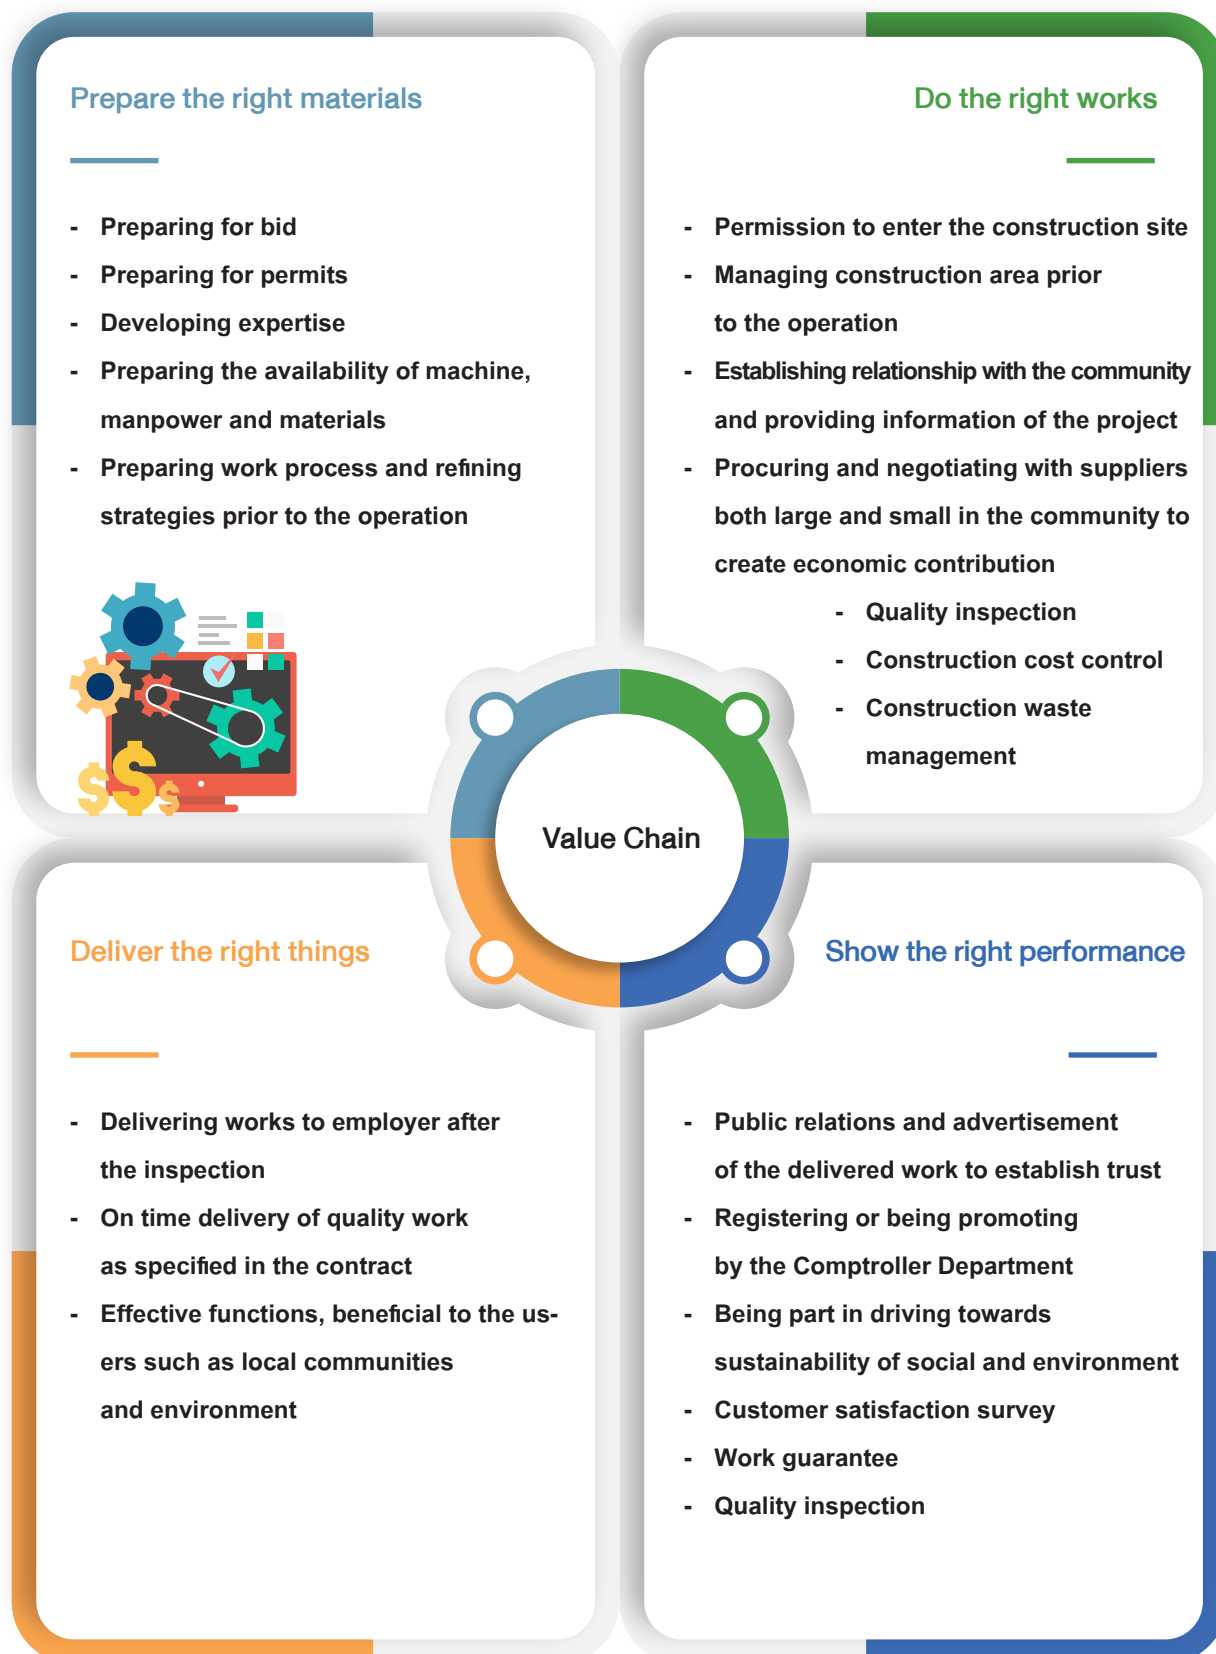 Prepare the right materials
- Preparing for bid
- Preparing for permits
- Developing expertise
- Preparing the availability of machine,
manpower and materials
- Preparing work process and refining
strategies prior to the operation
Do the right works
- Permission to enter the construction site
- Managing construction area prior
to the operation
- Establishing relationship with the community
and providing information of the project
- Procuring and negotiating with suppliers
both large and small in the community to
create economic contribution
- Quality inspection
- Construction cost control
- Construction waste
management
Value Chain
Deliver the right things
- Delivering works to employer after
the inspection
- On time delivery of quality work
as specified in the contract
- Effective functions, beneficial to the us-
ers such as local communities
and environment
Show the right performance
- Public relations and advertisement
of the delivered work to establish trust
- Registering or being promoting
by the Comptroller Department
- Being part in driving towards
sustainability of social and environment
- Customer satisfaction survey
- Work guarantee
- Quality inspection